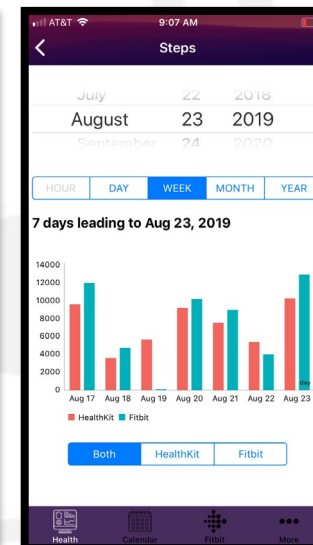 AT&T 9:07 AM
Steps
July 22 2018
August 23 2019
September 24 2020
HOUR DAY WEEK MONTH YEAR
7 days leading to Aug 23, 2019
14000
12000
10000
8000
6000
4000
2000
0
day
Aug 17 Aug 18 Aug 19 Aug 20 Aug 21 Aug 22 Aug 23
HealthKit Fitbit
Both HealthKit Fitbit
Health Calendar Fitbit More